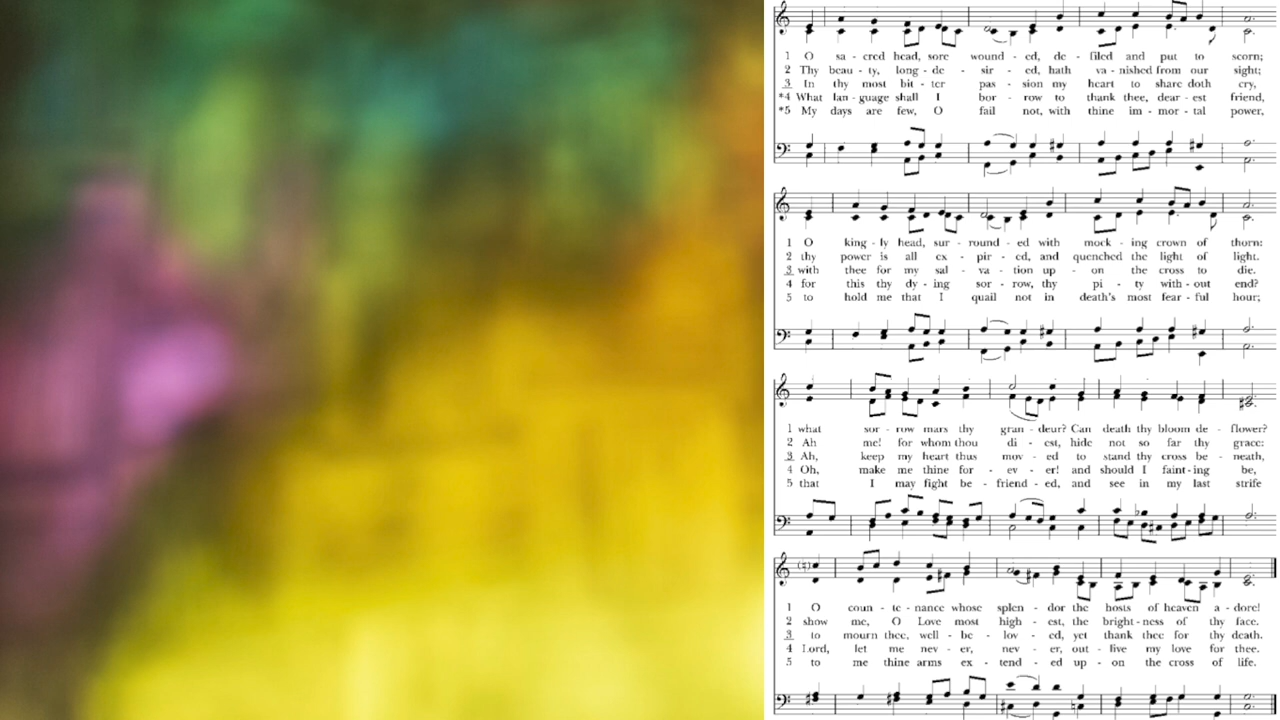 1 O sa - cred head, sore wound - ed, de - filed and put to scorn;
2 Thy beau - ty, long - de - sir - ed, hath va - nished from our sight;
3 In thy most bit - ter pas - sion my heart to share doth cry,
*4 What lan - guage shall I bor - row to thank thee, dear - est friend,
*5 My days are few, O fail not, with thine im - mor - tal power,
1 O king - ly head, sur - round - ed with mock - ing crown of thorn:
2 thy power is all ex - pir - ed, and quenched the light of light.
3 with thee for my sal - va - tion up - on the cross to die.
4 for this thy dy - ing sor - row, thy pi - ty with - out end?
5 to hold me that I quail not in death's most fear - ful hour;
1 what sor - row mars thy gran - deur? Can death thy bloom de - flower?
2 Ah me! for whom thou di - est, hide not so far thy grace:
3 Ah, keep my heart thus mov - ed to stand thy cross be - neath,
4 Oh, make me thine for - ev - er! and should I faint - ing be,
5 that I may fight be - friend - ed, and see in my last strife
1 O coun - te - nance whose splen - dor the hosts of heaven a - dore!
2 show me, O Love most high - est, the bright - ness of thy face.
3 to mourn thee, well - be - lov - ed, yet thank thee for thy death.
4 Lord, let me nev - er, nev - er, out - live my love for thee.
5 to me thine arms ex - tend - ed up - on the cross of life.